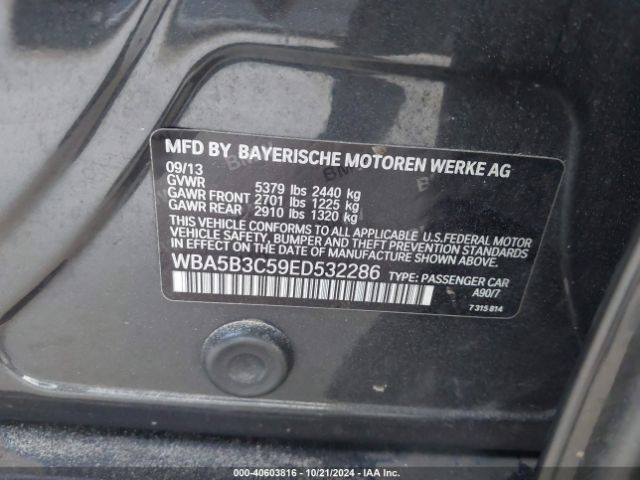 MFD BY BAYERISCHE MOTOREN WERKE AG
09/13
GVWR 5379 lbs 2440 kg
GAWR FRONT 2701 lbs 1225 kg
GAWR REAR 2910 lbs 1320 kg
THIS VEHICLE CONFORMS TO ALL APPLICABLE U.S. FEDERAL MOTOR
VEHICLE SAFETY, BUMPER AND THEFT PREVENTION STANDARDS
IN EFFECT ON THE DATE OF MANUFACTURE SHOWN ABOVE.
WBA5B3C59ED532286 TYPE: PASSENGER CAR
A90/7
7 315 814
000-40603816 - 10/21/2024 - IAA Inc.